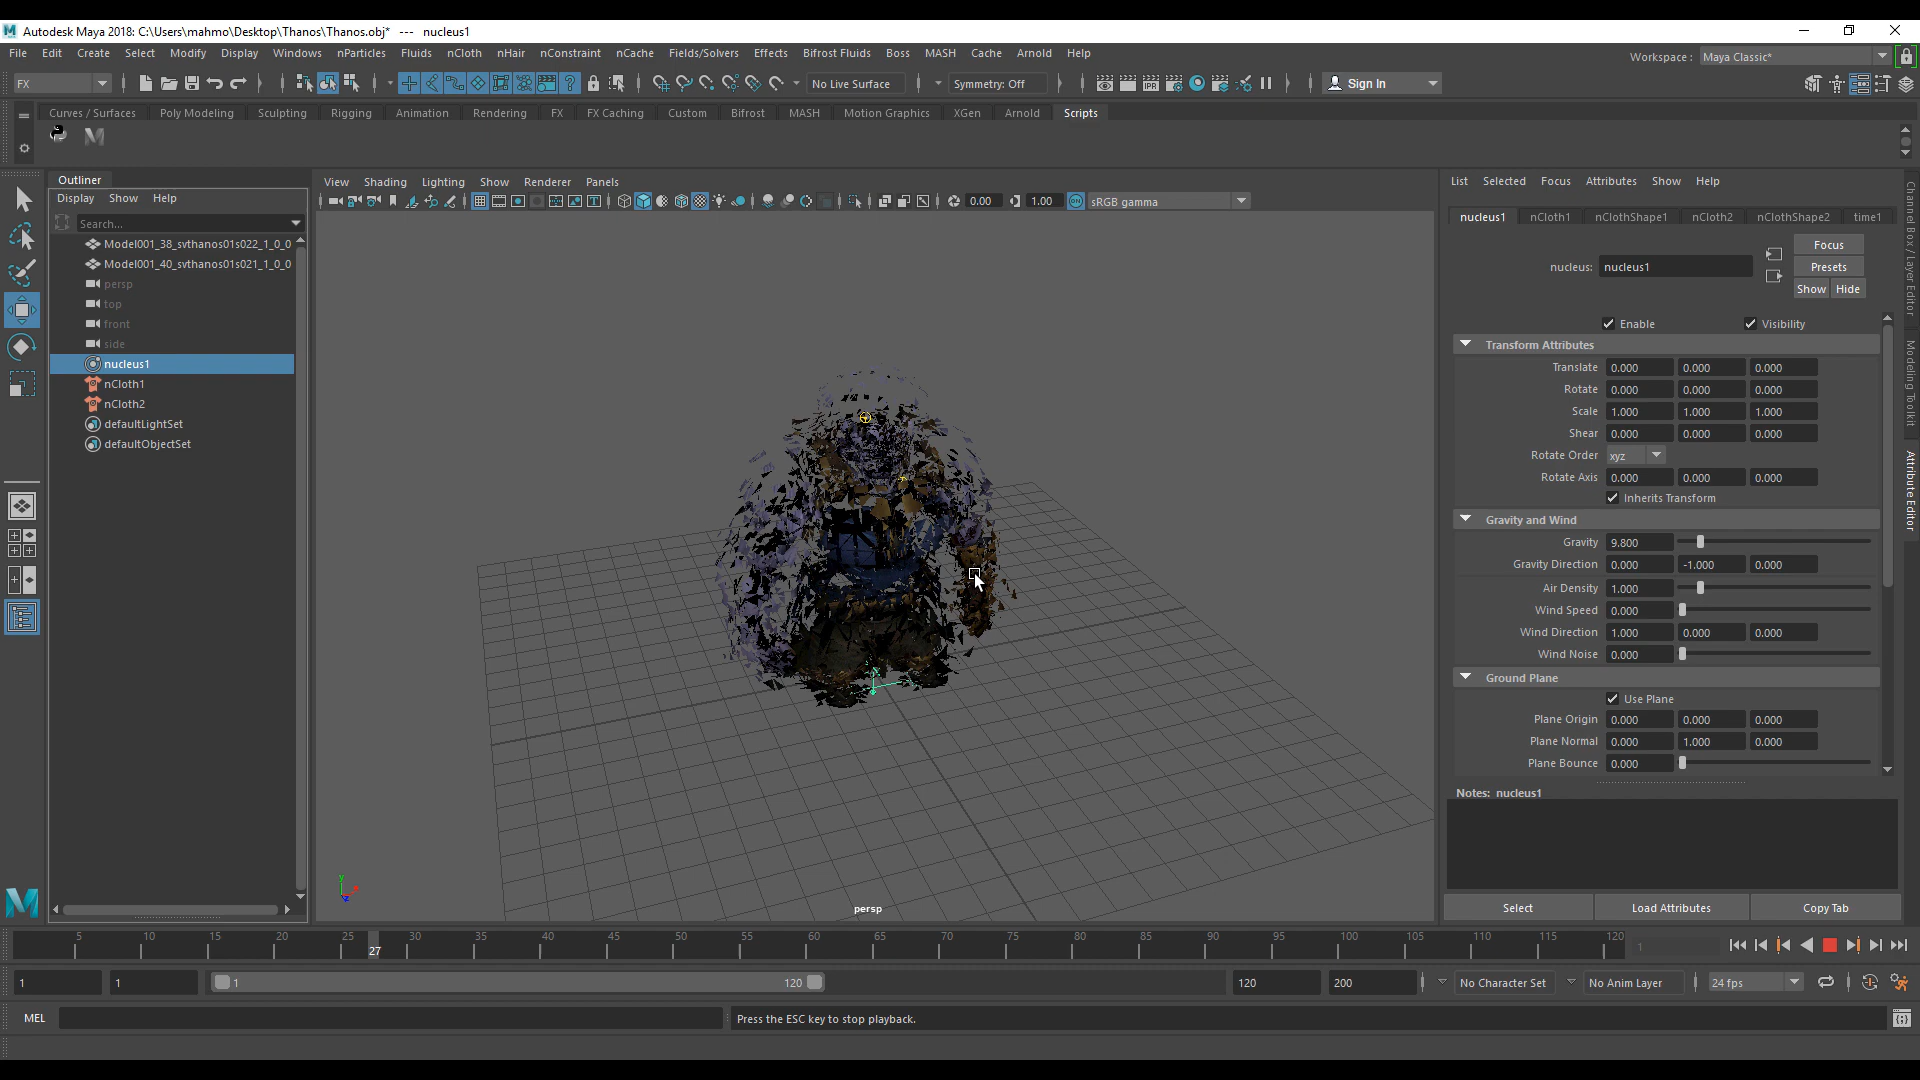 Autodesk Maya 2018: C:\Users\mahmo\Desktop\Thanos\Thanos.obj* --- nucleus1
File Edit Create Select Modify Display Windows nParticles Fluids nCloth nHair nConstraint nCache Fields/Solvers Effects Bifrost Fluids Boss MASH Cache Arnold Help
Workspace : Maya Classic*
FX No Live Surface Symmetry: Off IPR Sign In
Curves / Surfaces Poly Modeling Sculpting Rigging Animation Rendering FX FX Caching Custom Bifrost MASH Motion Graphics XGen Arnold Scripts
Outliner
Display Show Help
Search...
Model001_38_svthanos01s022_1_0_0
Model001_40_svthanos01s021_1_0_0
persp
top
front
side
nucleus1
nCloth1
nCloth2
defaultLightSet
defaultObjectSet
View Shading Lighting Show Renderer Panels
0.00 1.00 ON sRGB gamma
y
z
persp
List Selected Focus Attributes Show Help
nucleus1 nCloth1 nClothShape1 nCloth2 nClothShape2 time1
nucleus: nucleus1
Focus
Presets
Show Hide
Enable Visibility
Transform Attributes
Translate 0.000 0.000 0.000
Rotate 0.000 0.000 0.000
Scale 1.000 1.000 1.000
Shear 0.000 0.000 0.000
Rotate Order xyz
Rotate Axis 0.000 0.000 0.000
Inherits Transform
Gravity and Wind
Gravity 9.800
Gravity Direction 0.000 -1.000 0.000
Air Density 1.000
Wind Speed 0.000
Wind Direction 1.000 0.000 0.000
Wind Noise 0.000
Ground Plane
Use Plane
Plane Origin 0.000 0.000 0.000
Plane Normal 0.000 1.000 0.000
Plane Bounce 0.000
Notes: nucleus1
Select Load Attributes Copy Tab
Channel Box / Layer Editor
Modeling Toolkit
Attribute Editor
5 10 15 20 25 30 35 40 45 50 55 60 65 70 75 80 85 90 95 100 105 110 115 120
27
1
1 1 1 120 120 200 No Character Set No Anim Layer 24 fps
MEL Press the ESC key to stop playback.